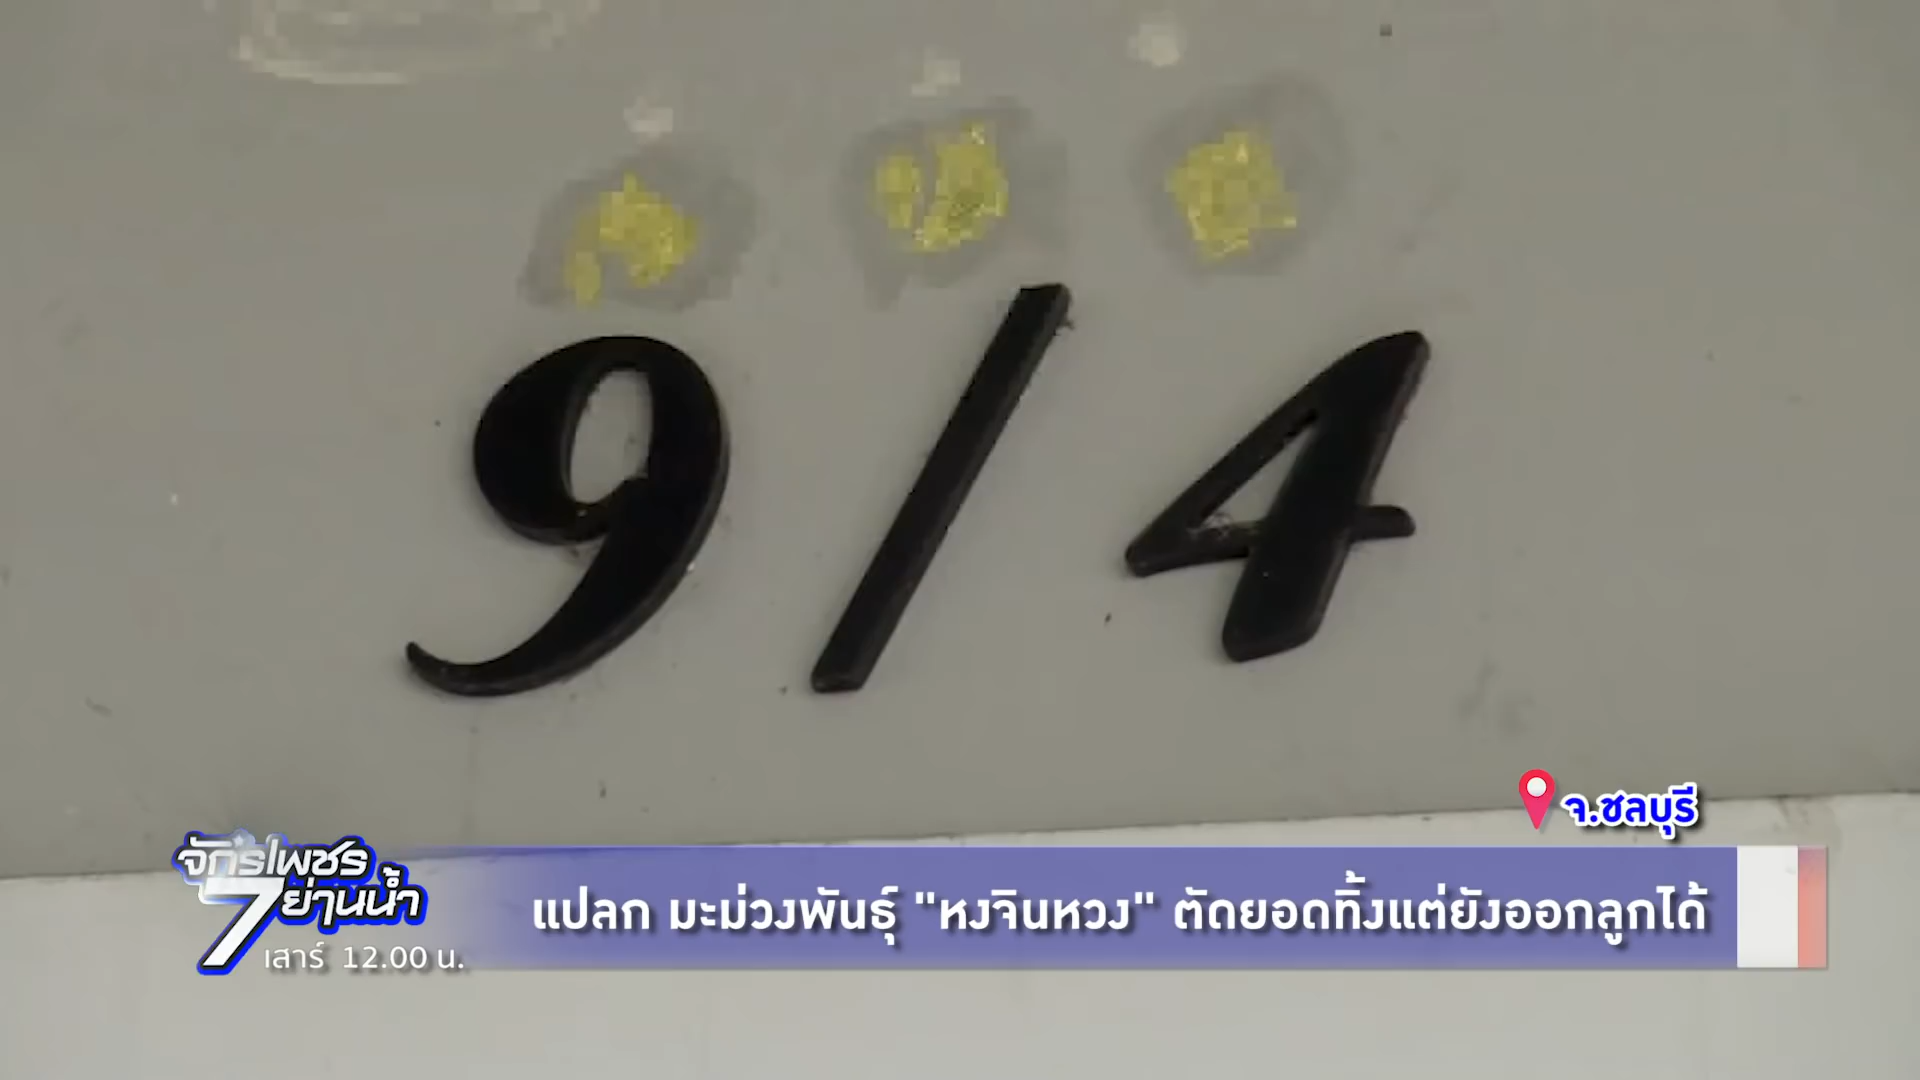 9/4
จ.ชลบุรี
จักรเพชร
7 ย่านน้ำ
เสาร์ 12.00 น.
แปลก มะม่วงพันธุ์ "หงจินหวง" ตัดยอดทิ้งแต่ยังออกลูกได้